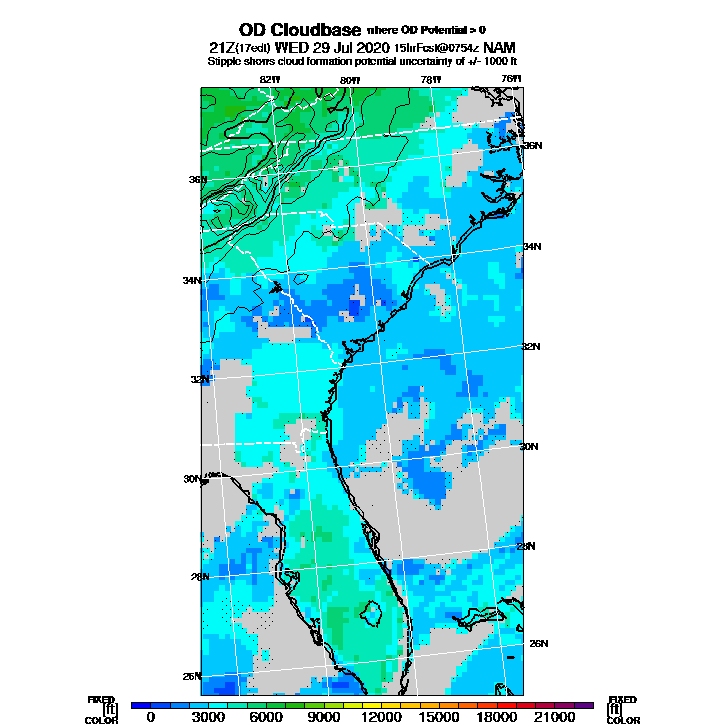 OD Cloudbase where OD Potential > 0
21Z(17edt) WED 29 Jul 2020 15hrFcst@0754z NAM
Stipple shows cloud formation potential uncertainty of +/- 1000 ft
82W 80W 78W 76W
36N
36N
34N
34N
32N
32N
30N
30N
28N
28N
26N
26N
FIXED FIXED
[ft] [ft]
COLOR COLOR
0 3000 6000 9000 12000 15000 18000 21000